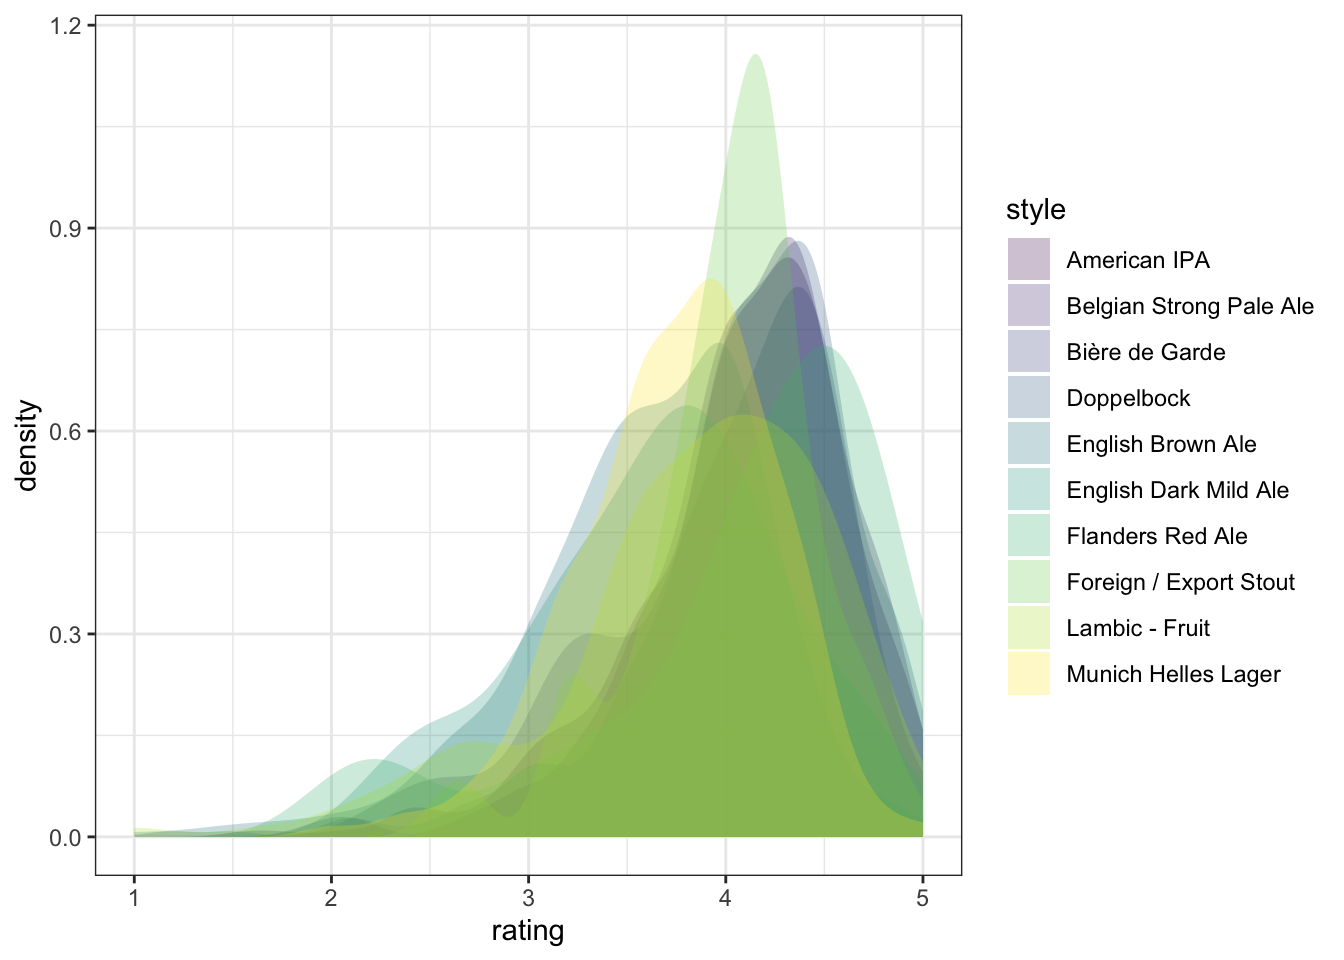 1.2
0.9
0.6
0.3
0.0
density
1 2 3 4 5
rating
style
American IPA
Belgian Strong Pale Ale
Bière de Garde
Doppelbock
English Brown Ale
English Dark Mild Ale
Flanders Red Ale
Foreign / Export Stout
Lambic - Fruit
Munich Helles Lager